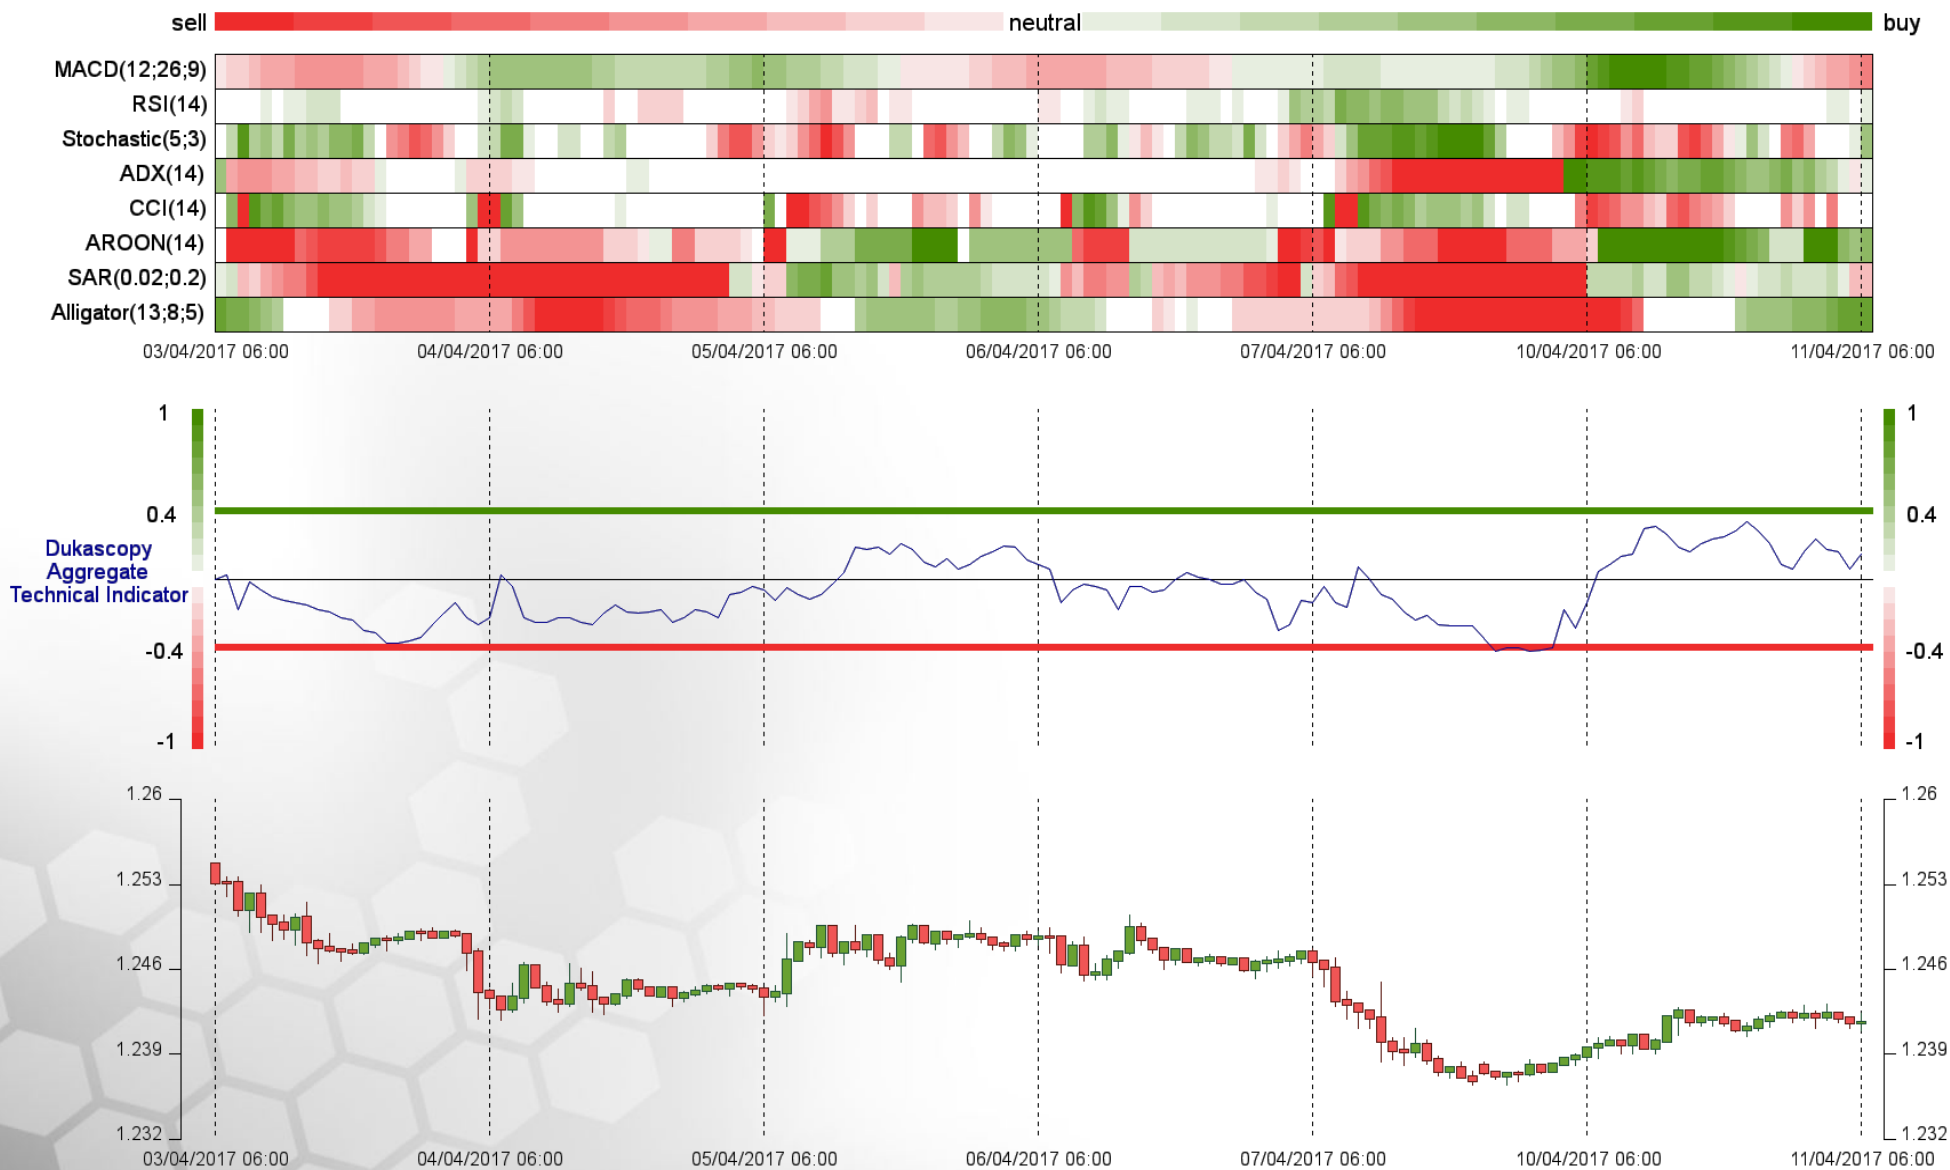 sell neutral buy
MACD(12;26;9)
RSI(14)
Stochastic(5;3)
ADX(14)
CCI(14)
AROON(14)
SAR(0.02;0.2)
Alligator(13;8;5)
03/04/2017 06:00 04/04/2017 06:00 05/04/2017 06:00 06/04/2017 06:00 07/04/2017 06:00 10/04/2017 06:00 11/04/2017 06:00
1 1
0.4 0.4
Dukascopy
Aggregate
Technical Indicator
-0.4 -0.4
-1 -1
1.26 1.26
1.253 1.253
1.246 1.246
1.239 1.239
1.232 1.232
03/04/2017 06:00 04/04/2017 06:00 05/04/2017 06:00 06/04/2017 06:00 07/04/2017 06:00 10/04/2017 06:00 11/04/2017 06:00